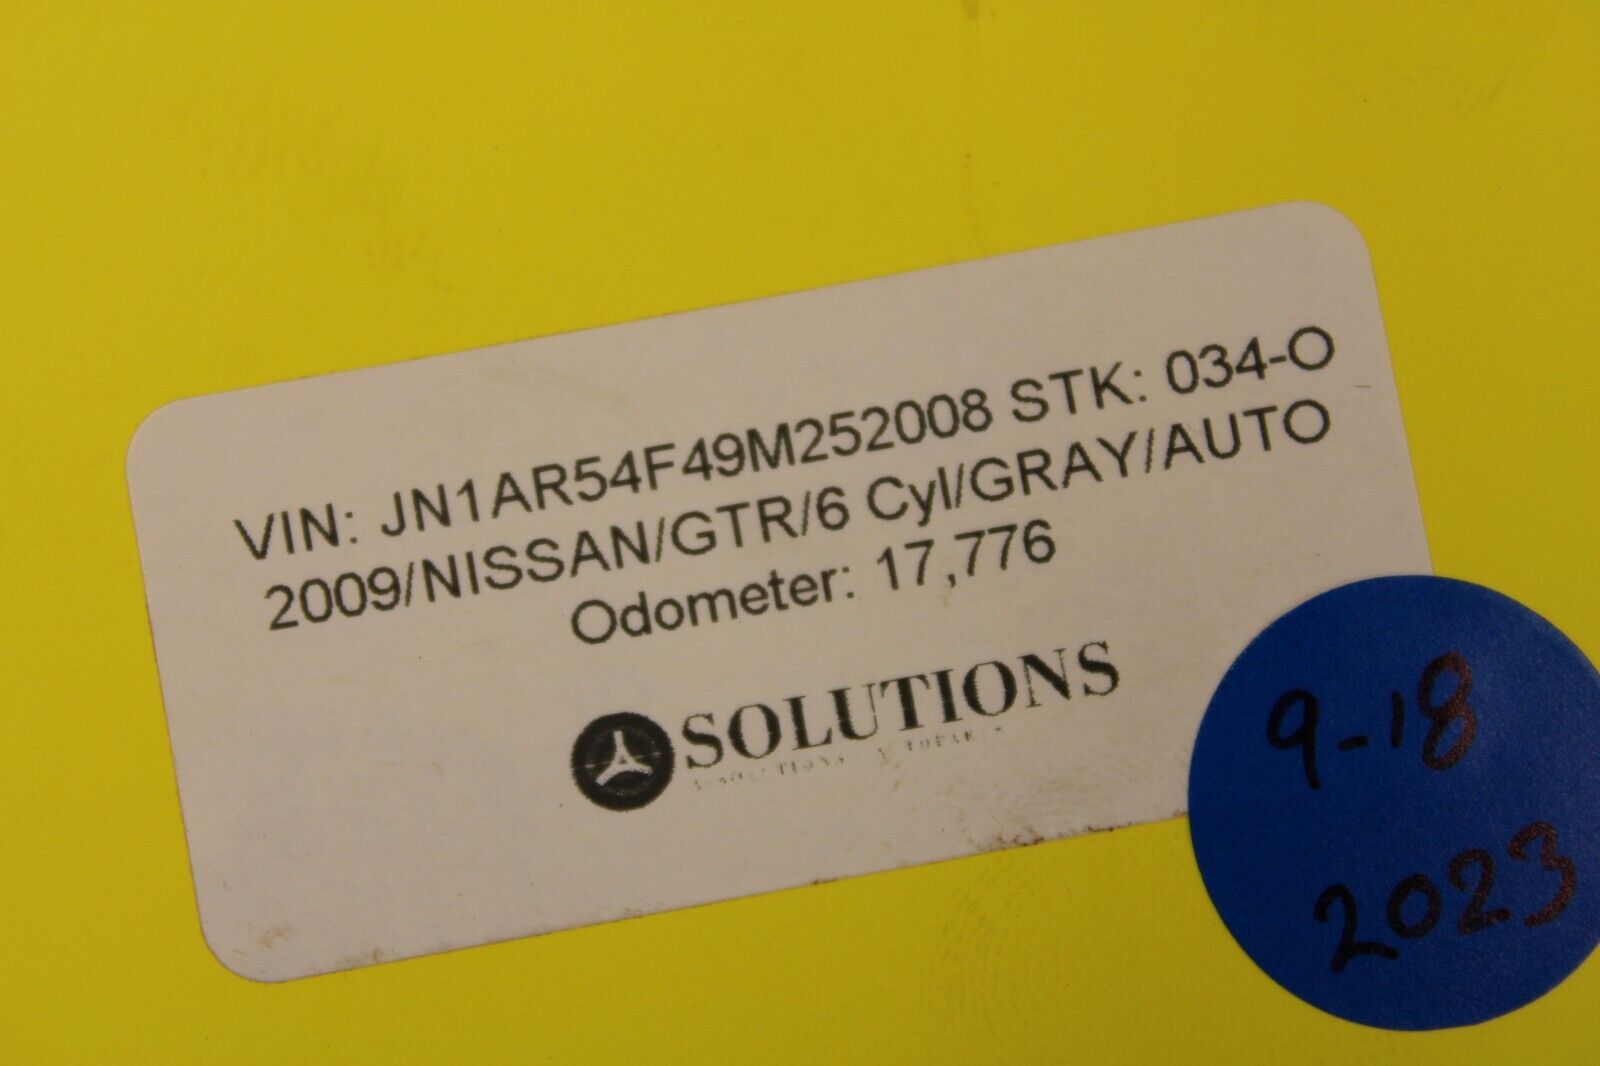 VIN: JN1AR54F49M252008 STK: 034-O
2009/NISSAN/GTR/6 Cyl/GRAY/AUTO
Odometer: 17,776
SOLUTIONS
9-18
2023